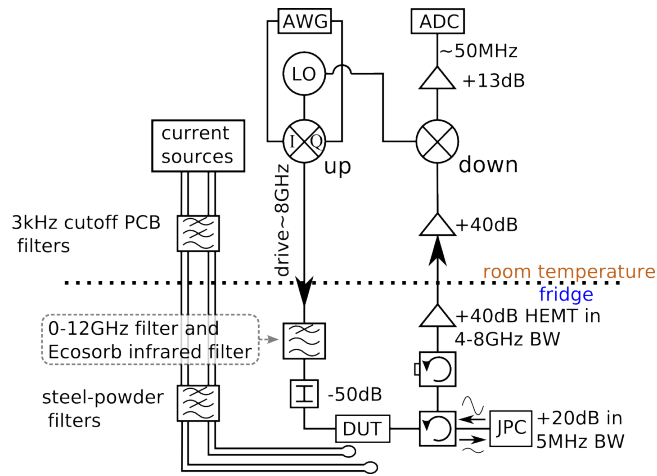 AWG
ADC
~50MHz
LO
+13dB
current
sources
I
Q
up
down
3kHz cutoff PCB
filters
drive~8GHz
+40dB
room temperature
fridge
0-12GHz filter and
Ecosorb infrared filter
+40dB HEMT in
4-8GHz BW
steel-powder
filters
-50dB
DUT
JPC
+20dB in
5MHz BW